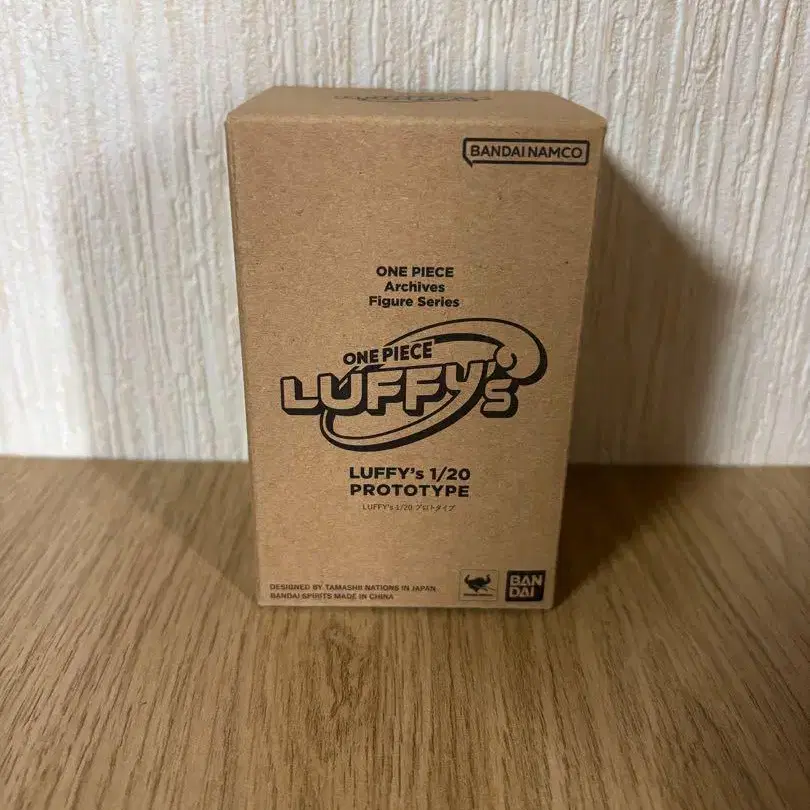 BANDAI NAMCO
ONE PIECE
Archives
Figure Series
ONE PIECE
LUFFY's
LUFFY's 1/20
PROTOTYPE
LUFFY's 1/20 プロトタイプ
DESIGNED BY TAMASHII NATIONS IN JAPAN
BANDAI SPIRITS MADE IN CHINA
BAN
DAI